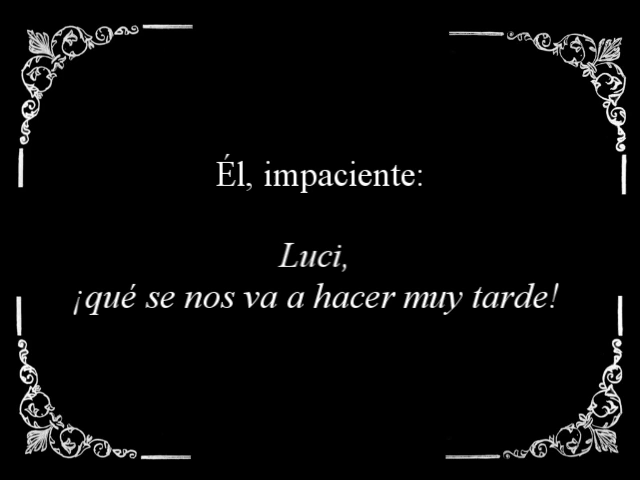 Él, impaciente:
Luci,
¡qué se nos va a hacer muy tarde!